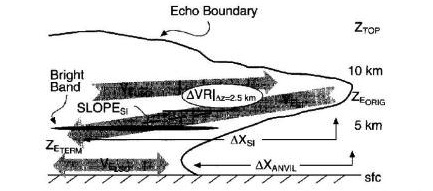 Echo Boundary
Z_TOP
10 km
Bright
Band
ΔVR|Δz=2.5 km
Z_EORIG
SLOPE_SI
5 km
Z_ETERM
ΔX_SI
ΔX_ANVIL
sfc